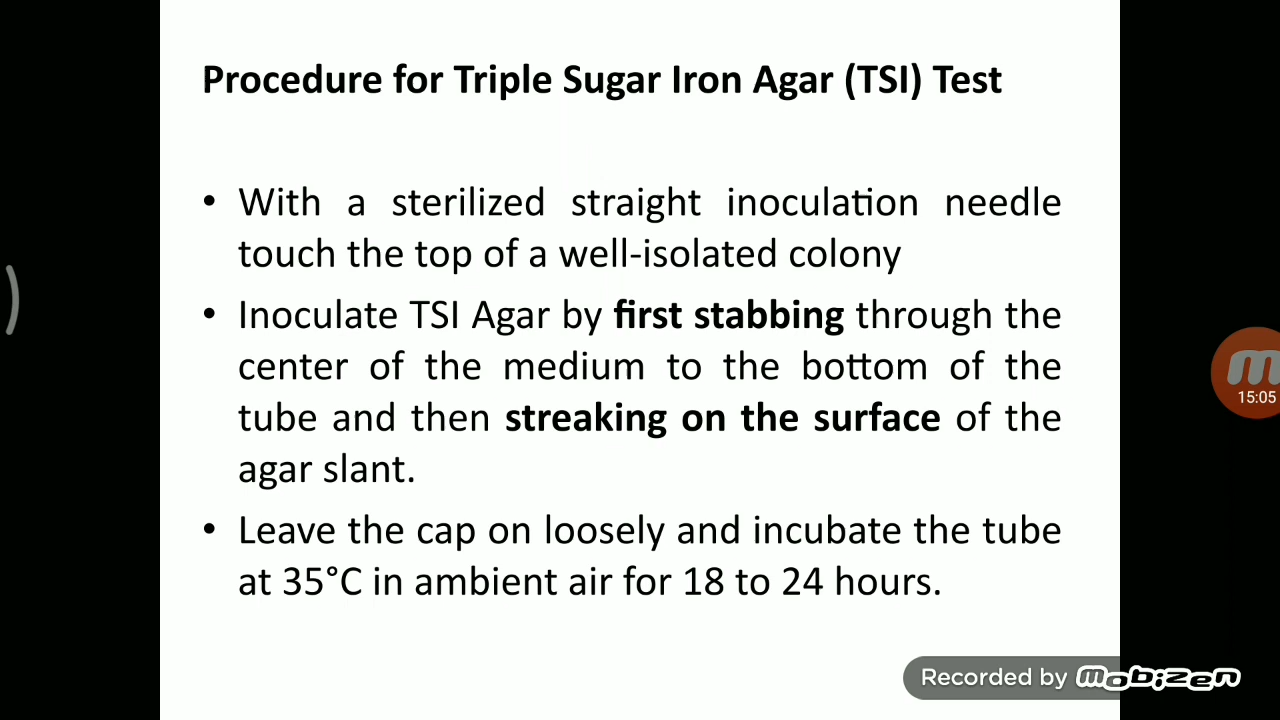 Procedure for Triple Sugar Iron Agar (TSI) Test
• With a sterilized straight inoculation needle
touch the top of a well-isolated colony
• Inoculate TSI Agar by first stabbing through the
center of the medium to the bottom of the
tube and then streaking on the surface of the
agar slant.
• Leave the cap on loosely and incubate the tube
at 35°C in ambient air for 18 to 24 hours.
m
15:05
Recorded by mobizen